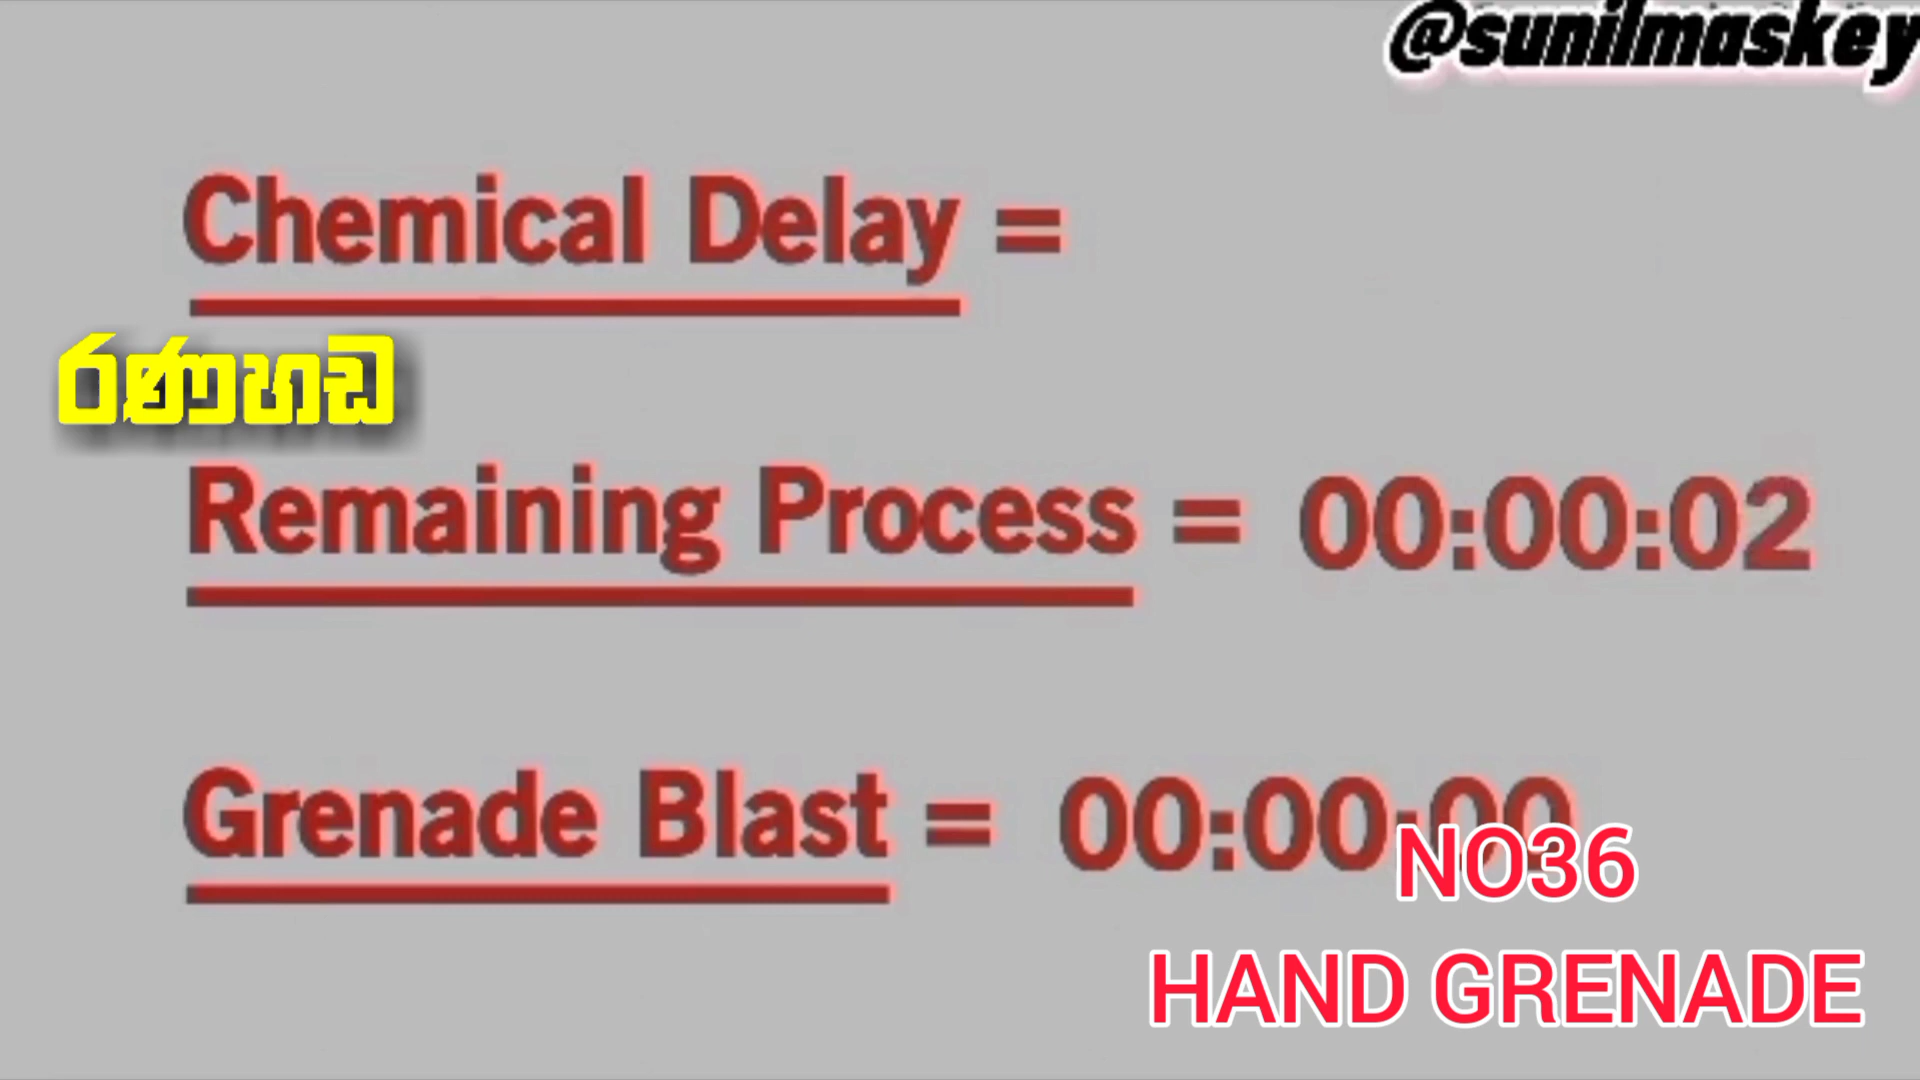 @sunilmaskey
Chemical Delay =
රණහඬ
Remaining Process = 00:00:02
Grenade Blast = 00:00:00
NO36
HAND GRENADE